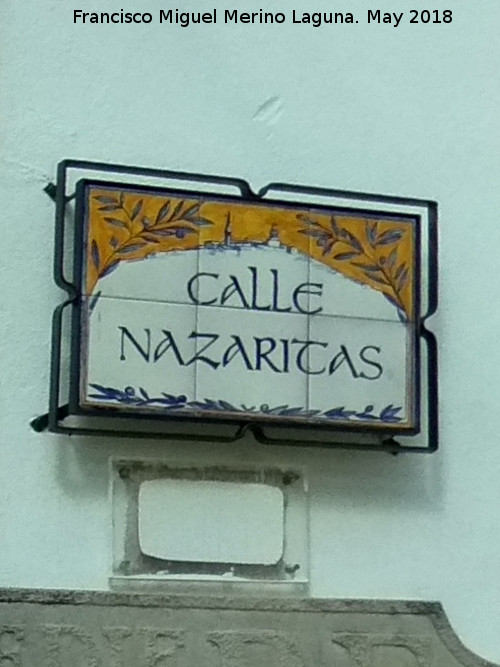 Francisco Miguel Merino Laguna. May 2018
CALLE
NAZARITAS